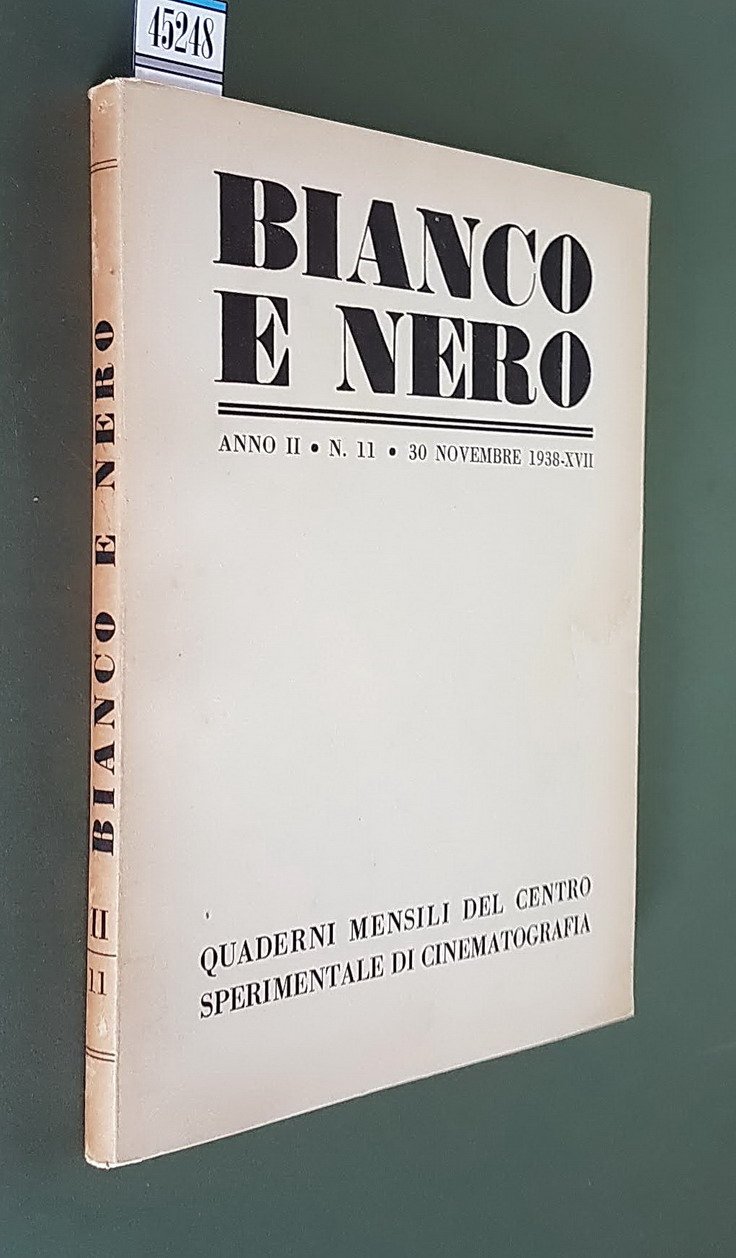 45248
BIANCO
E NERO
ANNO II • N. 11 • 30 NOVEMBRE 1938-XVII
QUADERNI MENSILI DEL CENTRO
SPERIMENTALE DI CINEMATOGRAFIA
BIANCO E NERO
II
11